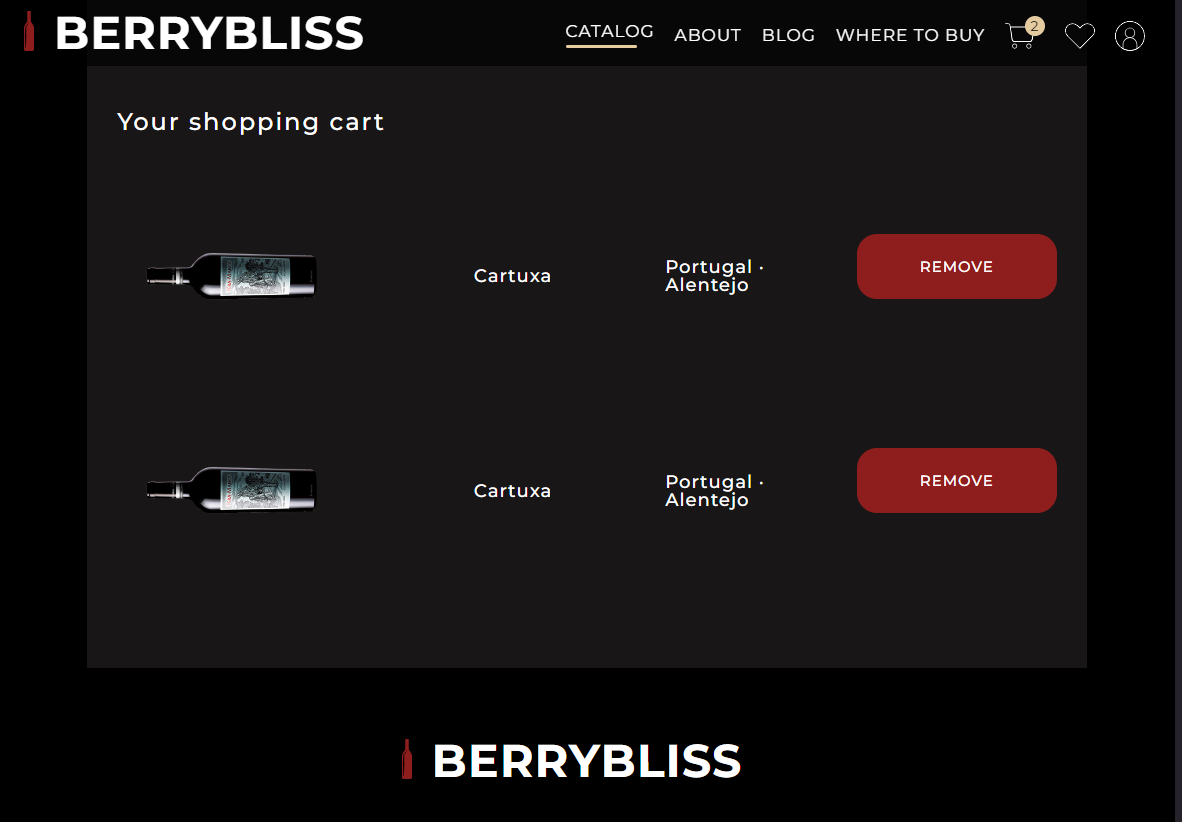 BERRYBLISS
CATALOG
ABOUT
BLOG
WHERE TO BUY
2
Your shopping cart
Cartuxa
Portugal ·
Alentejo
REMOVE
Cartuxa
Portugal ·
Alentejo
REMOVE
BERRYBLISS